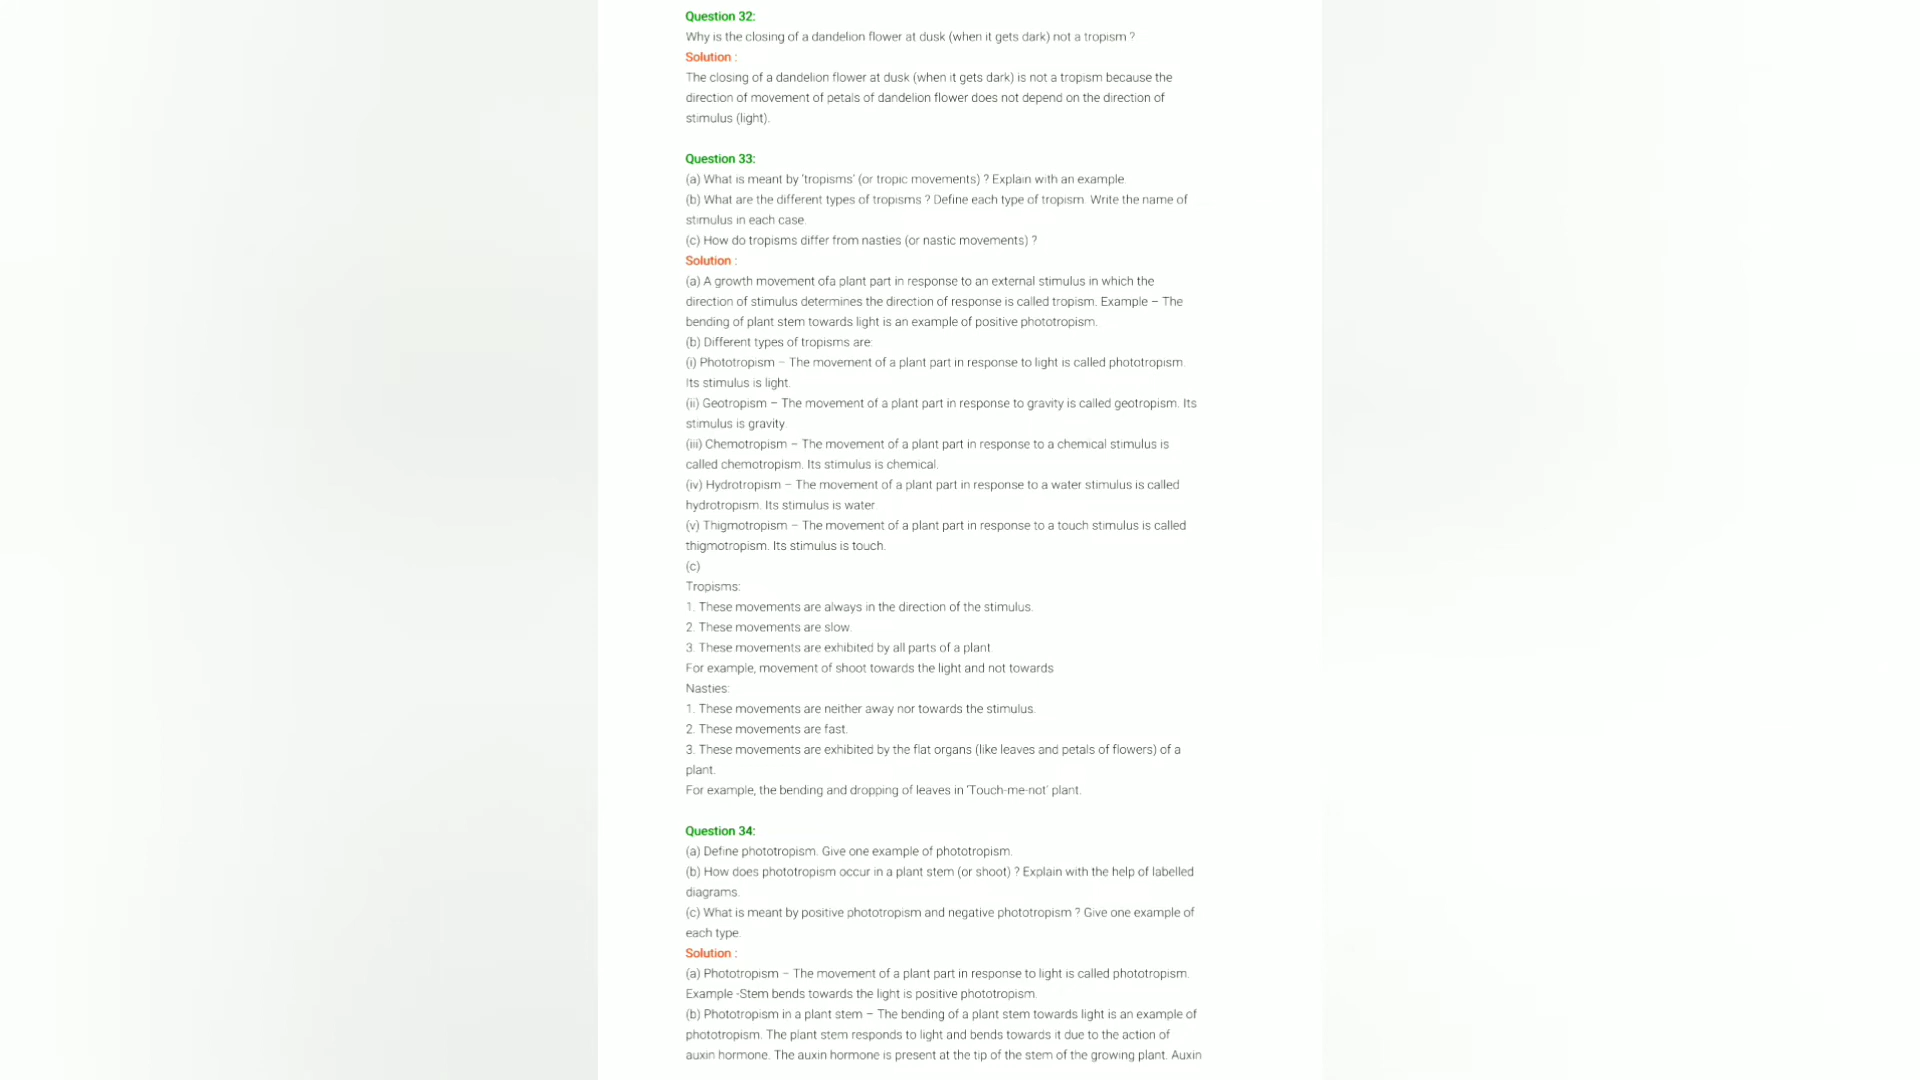 Question 32:
Why is the closing of a dandelion flower at dusk (when it gets dark) not a tropism ?
Solution :
The closing of a dandelion flower at dusk (when it gets dark) is not a tropism because the
direction of movement of petals of dandelion flower does not depend on the direction of
stimulus (light).
Question 33:
(a) What is meant by ‘tropisms’ (or tropic movements) ? Explain with an example.
(b) What are the different types of tropisms ? Define each type of tropism. Write the name of
stimulus in each case.
(c) How do tropisms differ from nasties (or nastic movements) ?
Solution :
(a) A growth movement ofa plant part in response to an external stimulus in which the
direction of stimulus determines the direction of response is called tropism. Example – The
bending of plant stem towards light is an example of positive phototropism.
(b) Different types of tropisms are:
(i) Phototropism – The movement of a plant part in response to light is called phototropism.
Its stimulus is light.
(ii) Geotropism – The movement of a plant part in response to gravity is called geotropism. Its
stimulus is gravity.
(iii) Chemotropism – The movement of a plant part in response to a chemical stimulus is
called chemotropism. Its stimulus is chemical.
(iv) Hydrotropism – The movement of a plant part in response to a water stimulus is called
hydrotropism. Its stimulus is water.
(v) Thigmotropism – The movement of a plant part in response to a touch stimulus is called
thigmotropism. Its stimulus is touch.
(c)
Tropisms:
1. These movements are always in the direction of the stimulus.
2. These movements are slow.
3. These movements are exhibited by all parts of a plant.
For example, movement of shoot towards the light and not towards
Nasties:
1. These movements are neither away nor towards the stimulus.
2. These movements are fast.
3. These movements are exhibited by the flat organs (like leaves and petals of flowers) of a
plant.
For example, the bending and dropping of leaves in ‘Touch-me-not’ plant.
Question 34:
(a) Define phototropism. Give one example of phototropism.
(b) How does phototropism occur in a plant stem (or shoot) ? Explain with the help of labelled
diagrams.
(c) What is meant by positive phototropism and negative phototropism ? Give one example of
each type.
Solution :
(a) Phototropism – The movement of a plant part in response to light is called phototropism.
Example -Stem bends towards the light is positive phototropism.
(b) Phototropism in a plant stem – The bending of a plant stem towards light is an example of
phototropism. The plant stem responds to light and bends towards it due to the action of
auxin hormone. The auxin hormone is present at the tip of the stem of the growing plant. Auxin